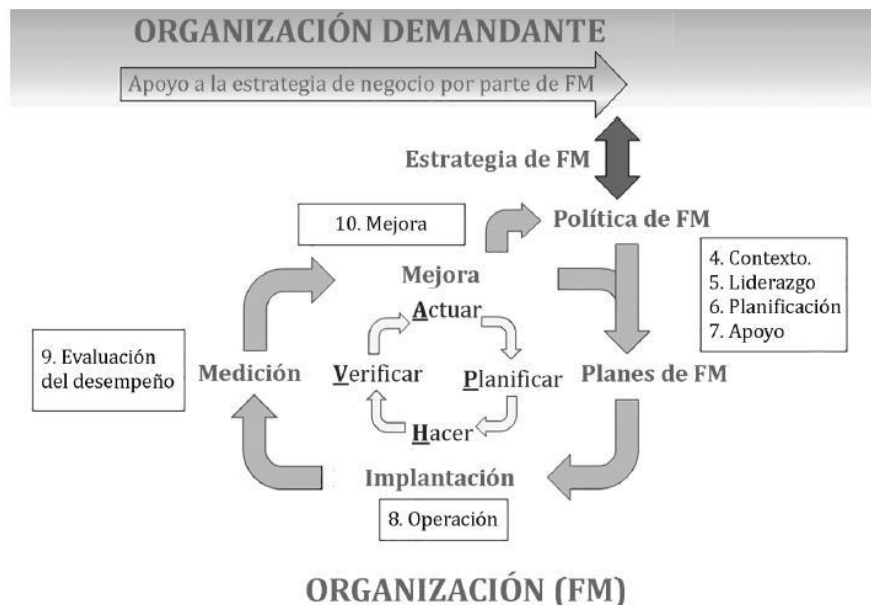 ORGANIZACIÓN DEMANDANTE
Apoyo a la estrategia de negocio por parte de FM
Estrategia de FM
10. Mejora
Política de FM
4. Contexto.
5. Liderazgo
6. Planificación
7. Apoyo
Mejora
Actuar
9. Evaluación
del desempeño
Medición
Verificar
Planificar
Planes de FM
Hacer
Implantación
8. Operación
ORGANIZACIÓN (FM)